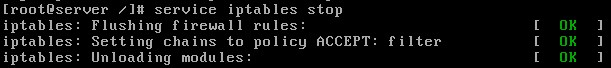 [root@server /]# service iptables stop
iptables: Flushing firewall rules:                         [  OK  ]
iptables: Setting chains to policy ACCEPT: filter          [  OK  ]
iptables: Unloading modules:                               [  OK  ]